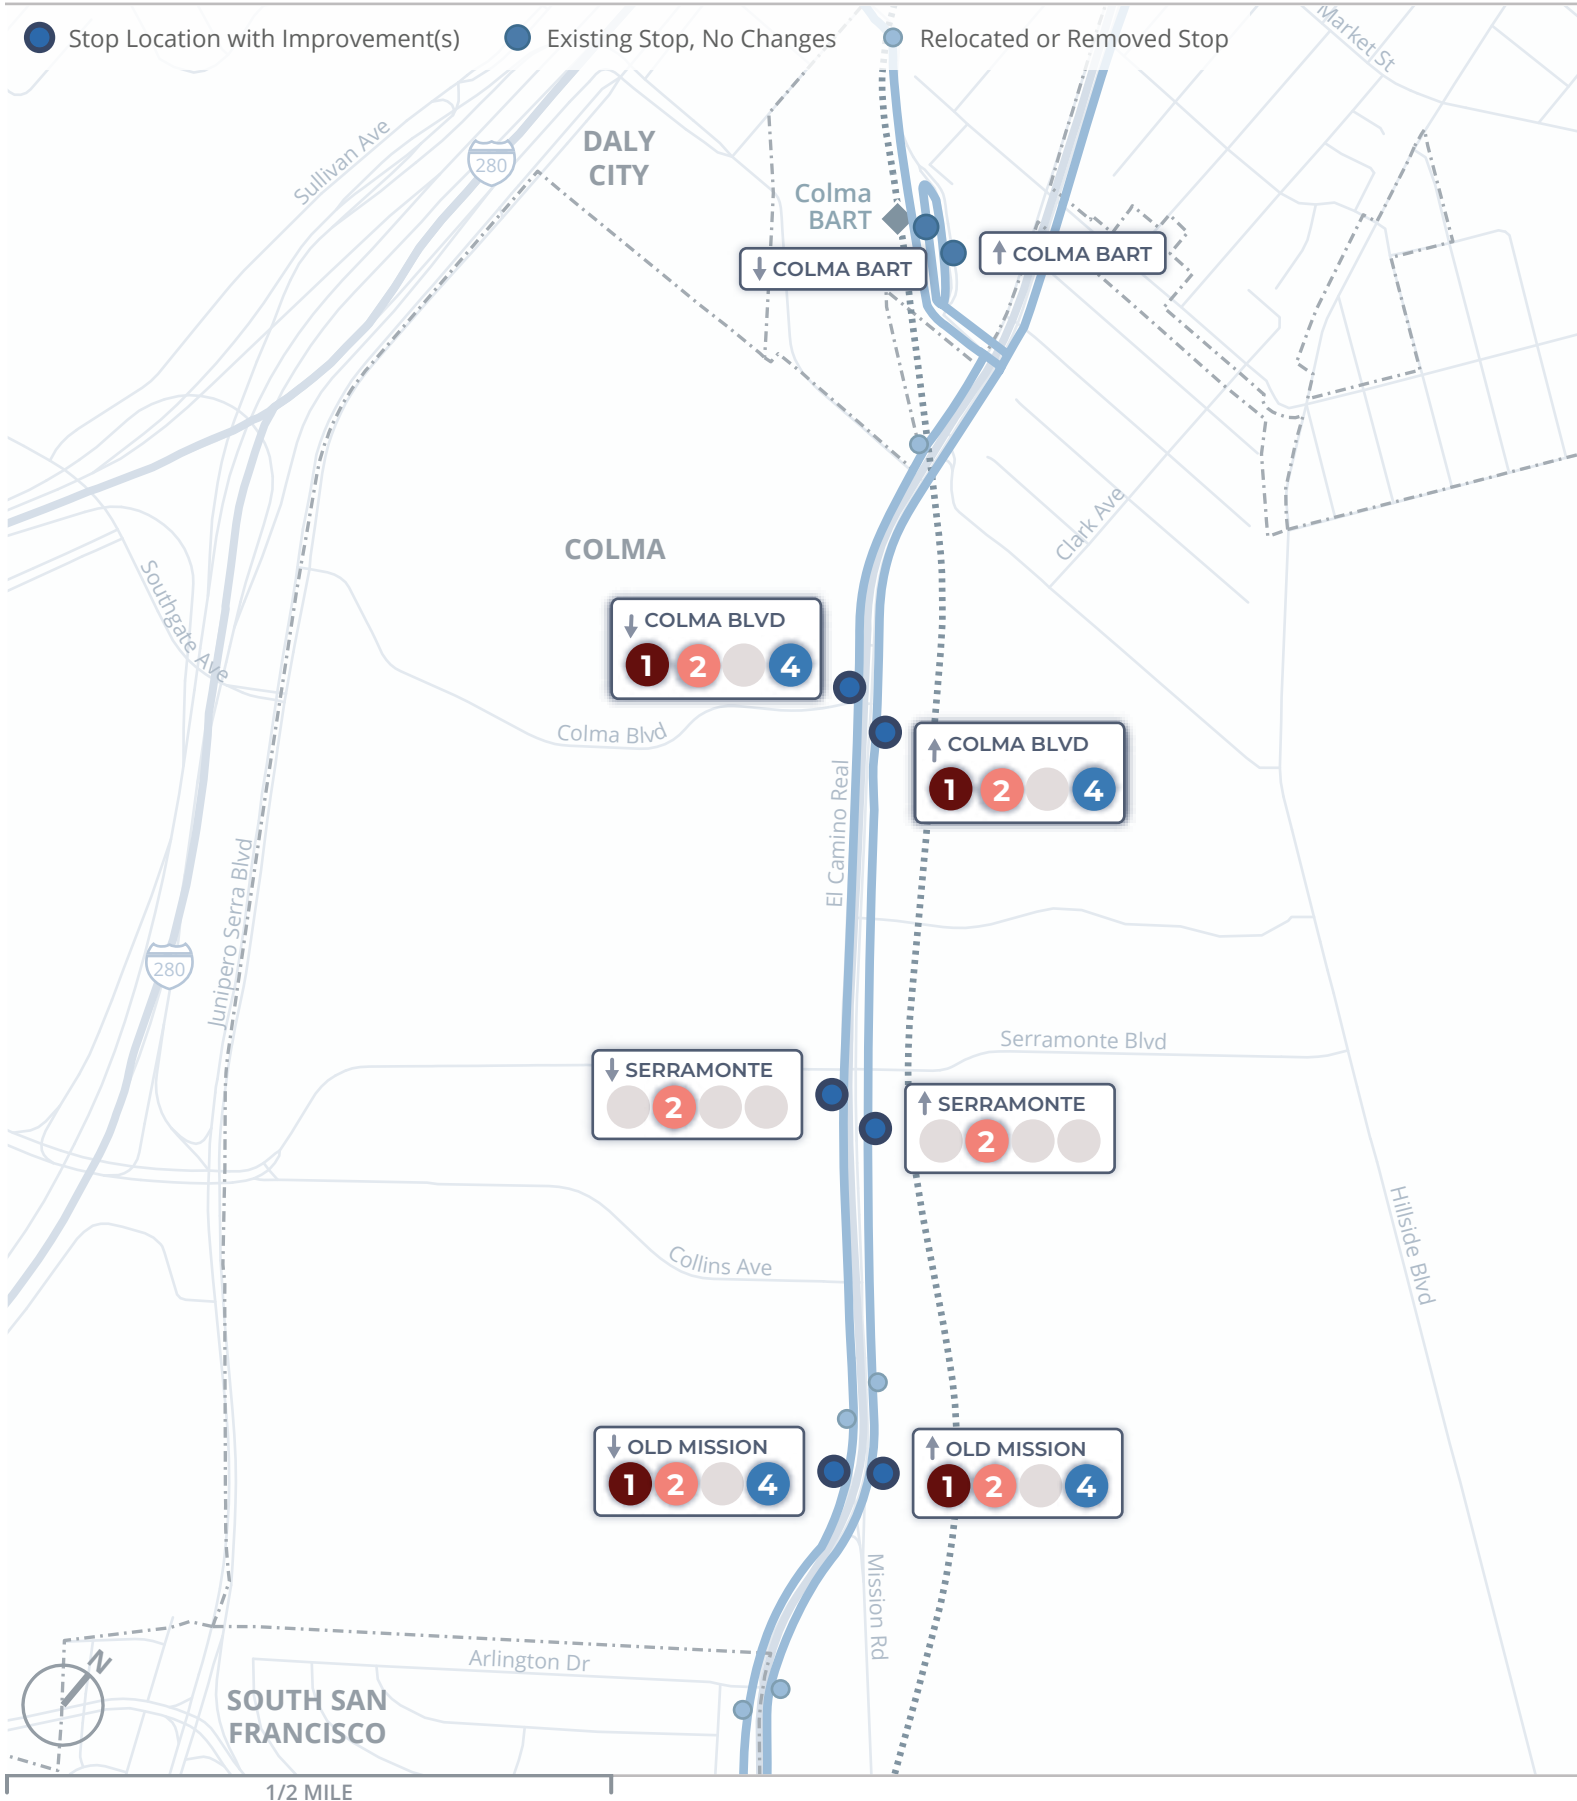 Stop Location with Improvement(s)
Existing Stop, No Changes
Relocated or Removed Stop
Market St
Sullivan Ave
280
DALY
CITY
Colma
BART
COLMA BART
COLMA BART
Clark Ave
COLMA
Southgate Ave
COLMA BLVD
1 2 4
Colma Blvd
COLMA BLVD
1 2 4
El Camino Real
Junipero Serra Blvd
280
Serramonte Blvd
SERRAMONTE
2
SERRAMONTE
2
Hillside Blvd
Collins Ave
OLD MISSION
1 2 4
OLD MISSION
1 2 4
Mission Rd
Arlington Dr
N
SOUTH SAN
FRANCISCO
1/2 MILE